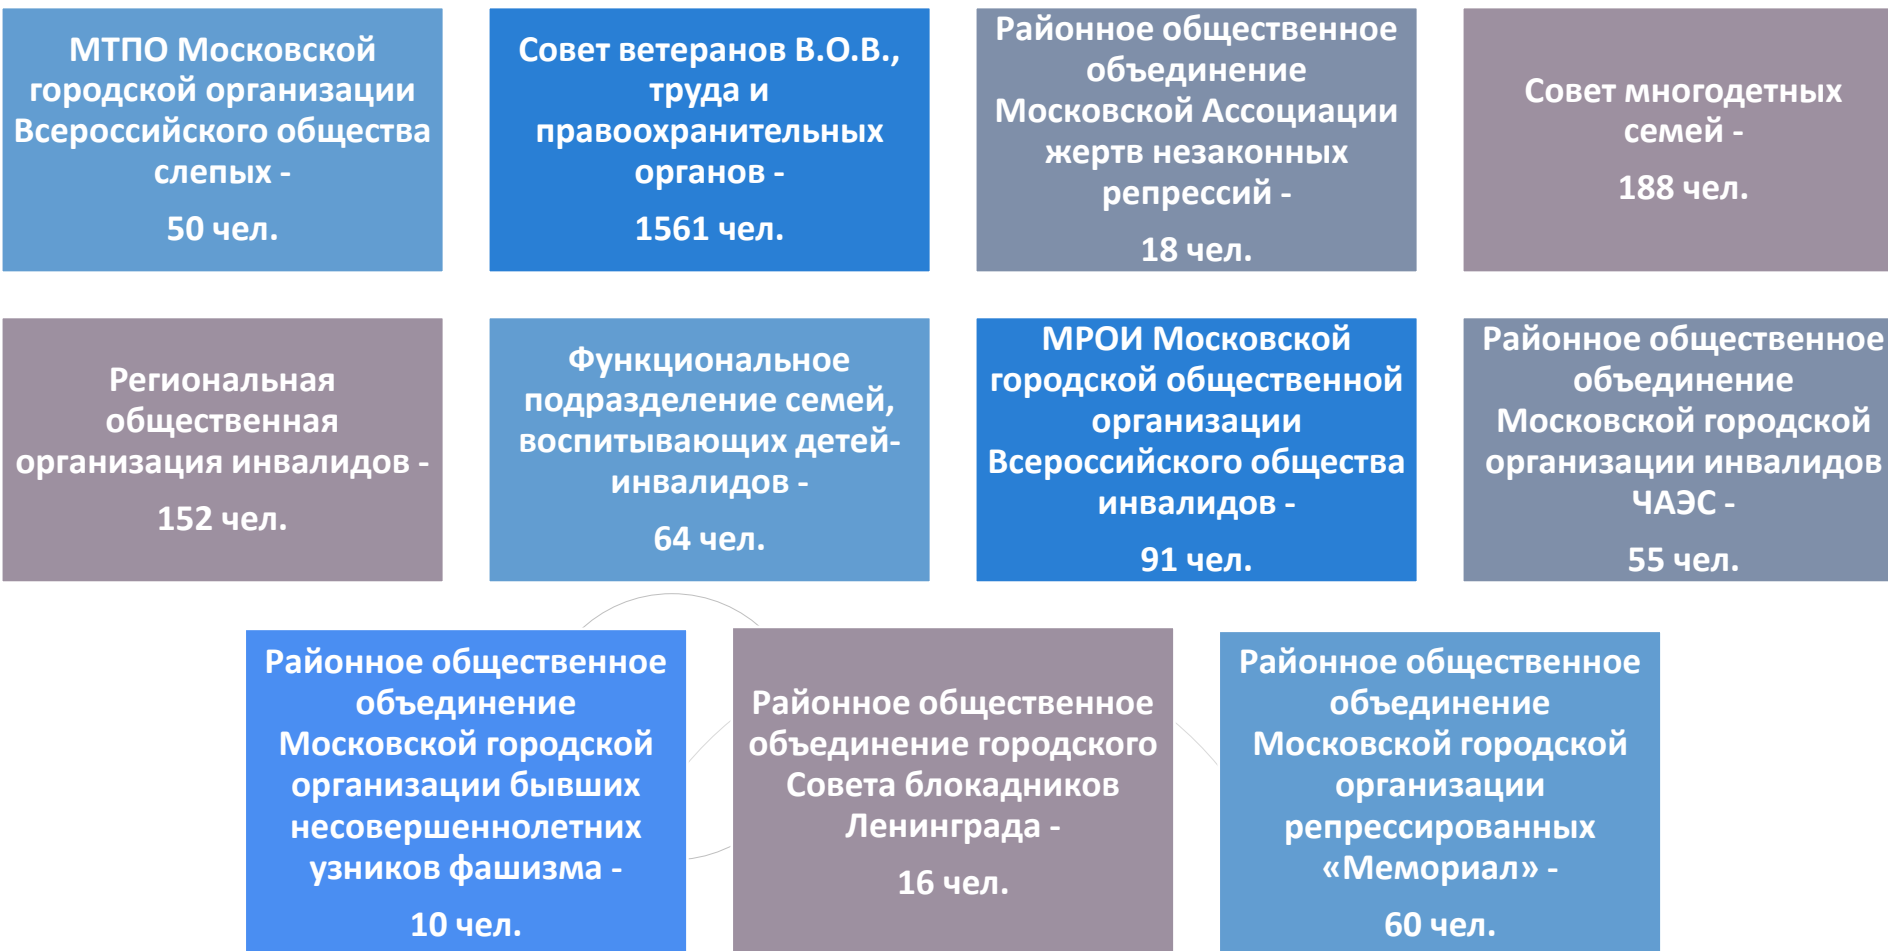 МТПО Московской
городской организации
Всероссийского общества
слепых -
50 чел.
Совет ветеранов В.О.В.,
труда и
правоохранительных
органов -
1561 чел.
Районное общественное
объединение
Московской Ассоциации
жертв незаконных
репрессий -
18 чел.
Совет многодетных
семей -
188 чел.
Региональная
общественная
организация инвалидов -
152 чел.
Функциональное
подразделение семей,
воспитывающих детей-
инвалидов -
64 чел.
МРОИ Московской
городской общественной
организации
Всероссийского общества
инвалидов -
91 чел.
Районное общественное
объединение
Московской городской
организации инвалидов
ЧАЭС -
55 чел.
Районное общественное
объединение
Московской городской
организации бывших
несовершеннолетних
узников фашизма -
10 чел.
Районное общественное
объединение городского
Совета блокадников
Ленинграда -
16 чел.
Районное общественное
объединение
Московской городской
организации
репрессированных
«Мемориал» -
60 чел.